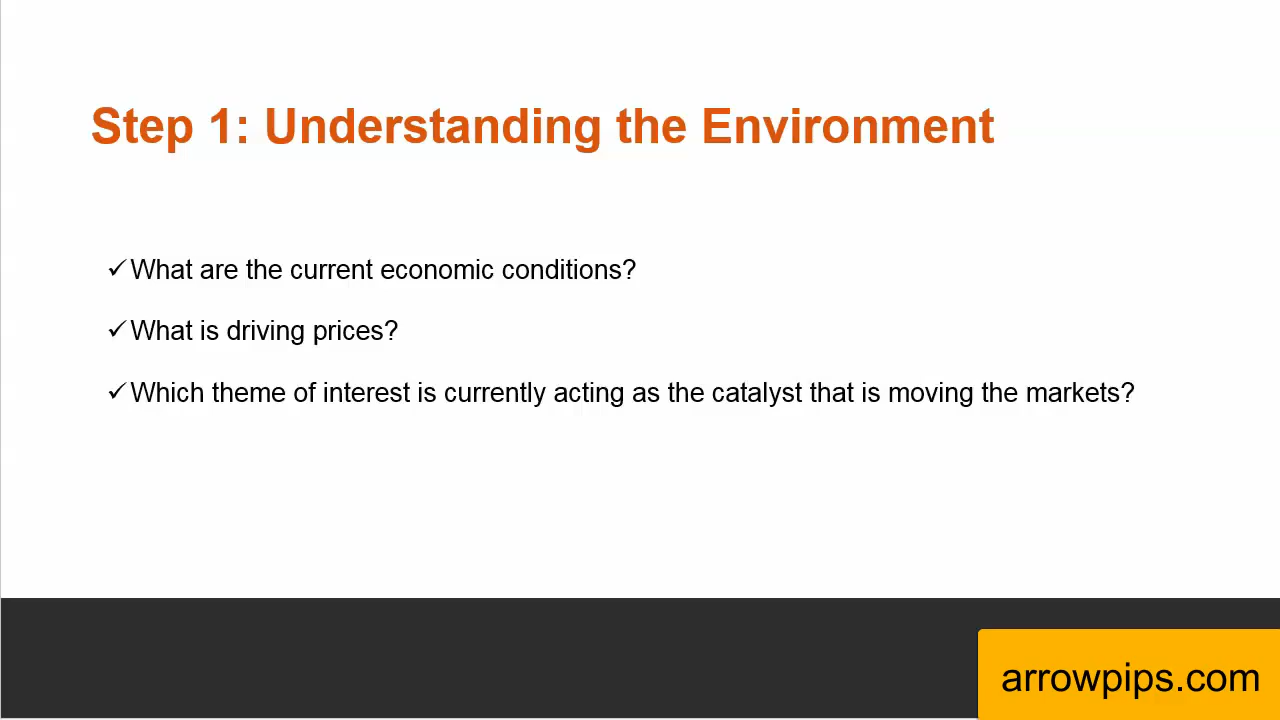 Step 1: Understanding the Environment
✓What are the current economic conditions?
✓What is driving prices?
✓Which theme of interest is currently acting as the catalyst that is moving the markets?
arrowpips.com